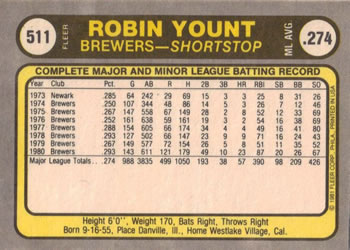 511
FLEER
ROBIN YOUNT
BREWERS—SHORTSTOP
ML AVG
.274
COMPLETE MAJOR AND MINOR LEAGUE BATTING RECORD
Year Club Pct. G AB R H 2B 3B HR RBI SB BB SO
1973 Newark .285 64 242 29 69 15 3 3 25 8 31 26
1974 Brewers .250 107 344 48 86 14 5 3 26 7 12 46
1975 Brewers .267 147 558 67 149 28 2 8 52 12 33 69
1976 Brewers .252 161 638 59 161 19 3 2 54 16 38 69
1977 Brewers .288 154 605 66 174 34 4 4 49 16 41 80
1978 Brewers .293 127 502 66 147 23 9 9 71 16 24 43
1979 Brewers .267 149 577 72 154 26 5 8 51 11 35 52
1980 Brewers .293 143 611 121 179 49 10 23 87 20 26 67
Major League Totals .274 988 3835 499 1050 193 38 57 390 98 209 426
Height 6'0'', Weight 170, Bats Right, Throws Right
Born 9-16-55, Place Danville, Ill., Home Westlake Village, Calif.
© 1981 FLEER CORP. PHILA. PRINTED IN USA